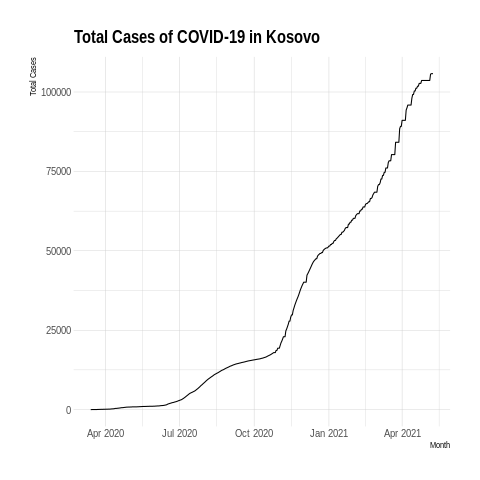 Total Cases of COVID-19 in Kosovo
Total Cases
100000
75000
50000
25000
0
Apr 2020 Jul 2020 Oct 2020 Jan 2021 Apr 2021
Month